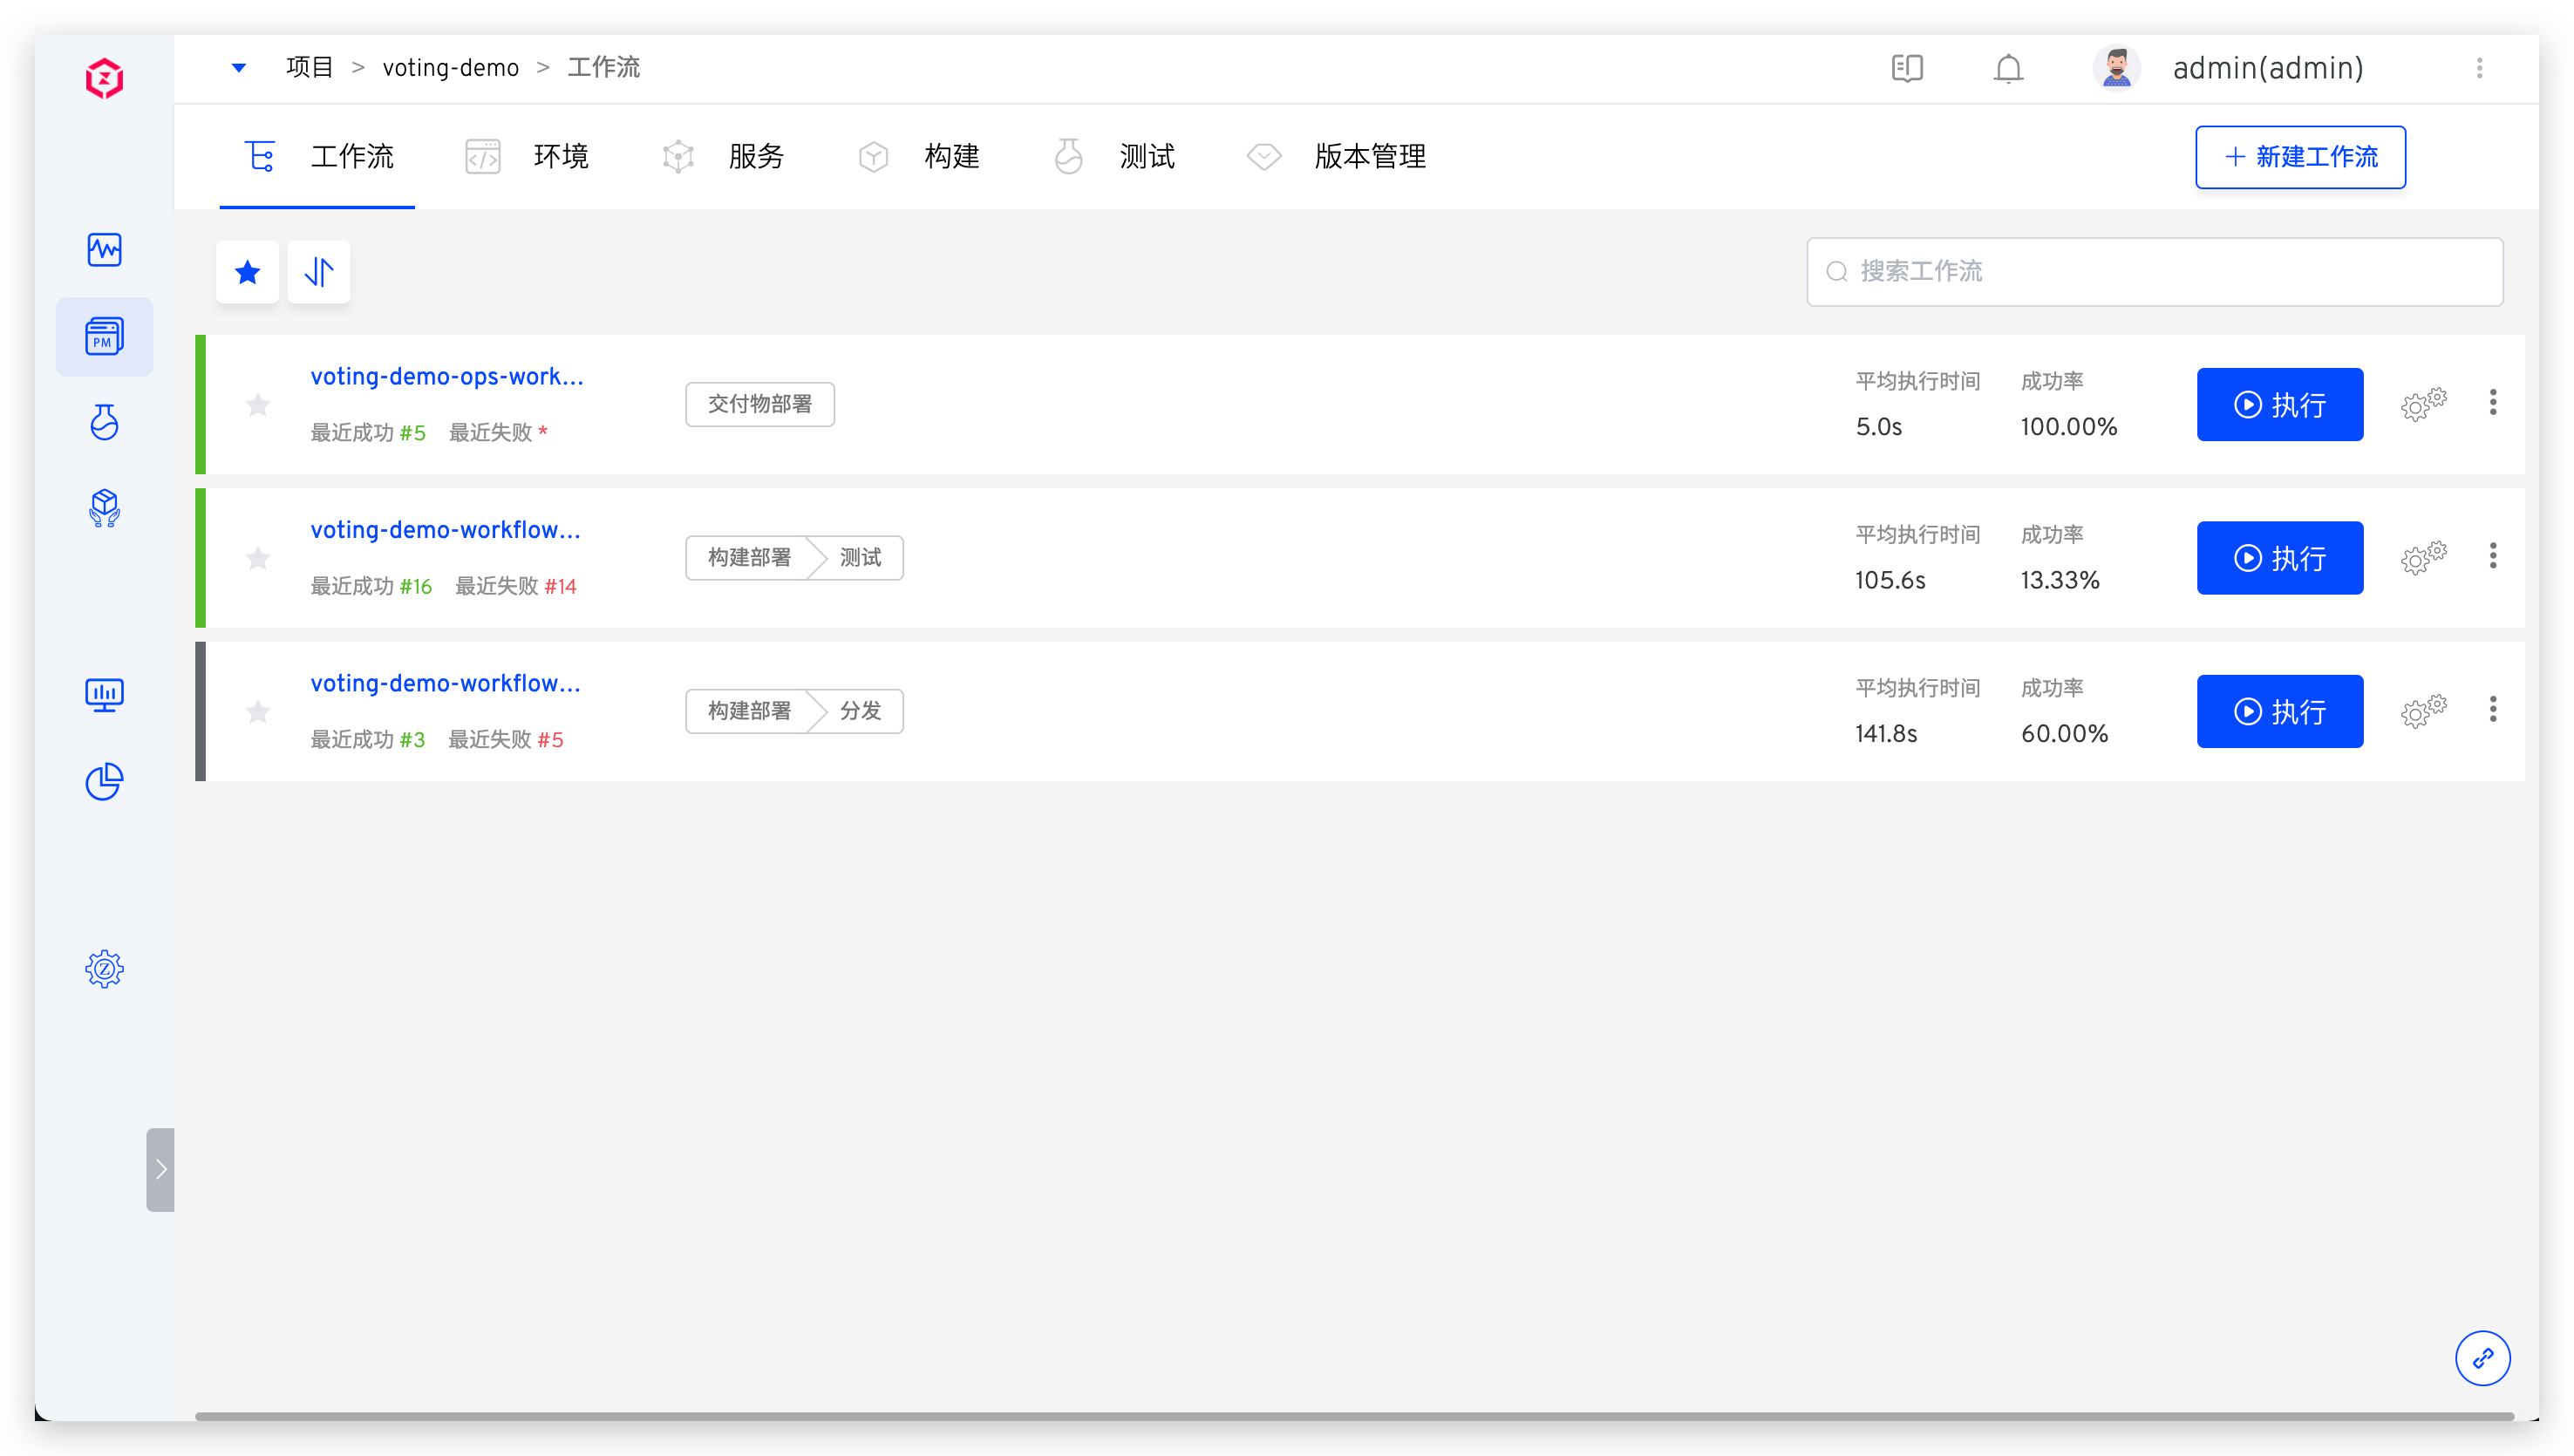 项目 > voting-demo > 工作流
admin(admin)
工作流 环境 服务 构建 测试 版本管理
+ 新建工作流
搜索工作流
PM
voting-demo-ops-work...
最近成功 #5 最近失败 *
交付物部署
平均执行时间 成功率
5.0s 100.00%
执行
voting-demo-workflow...
最近成功 #16 最近失败 #14
构建部署 测试
平均执行时间 成功率
105.6s 13.33%
执行
voting-demo-workflow...
最近成功 #3 最近失败 #5
构建部署 分发
平均执行时间 成功率
141.8s 60.00%
执行
Z